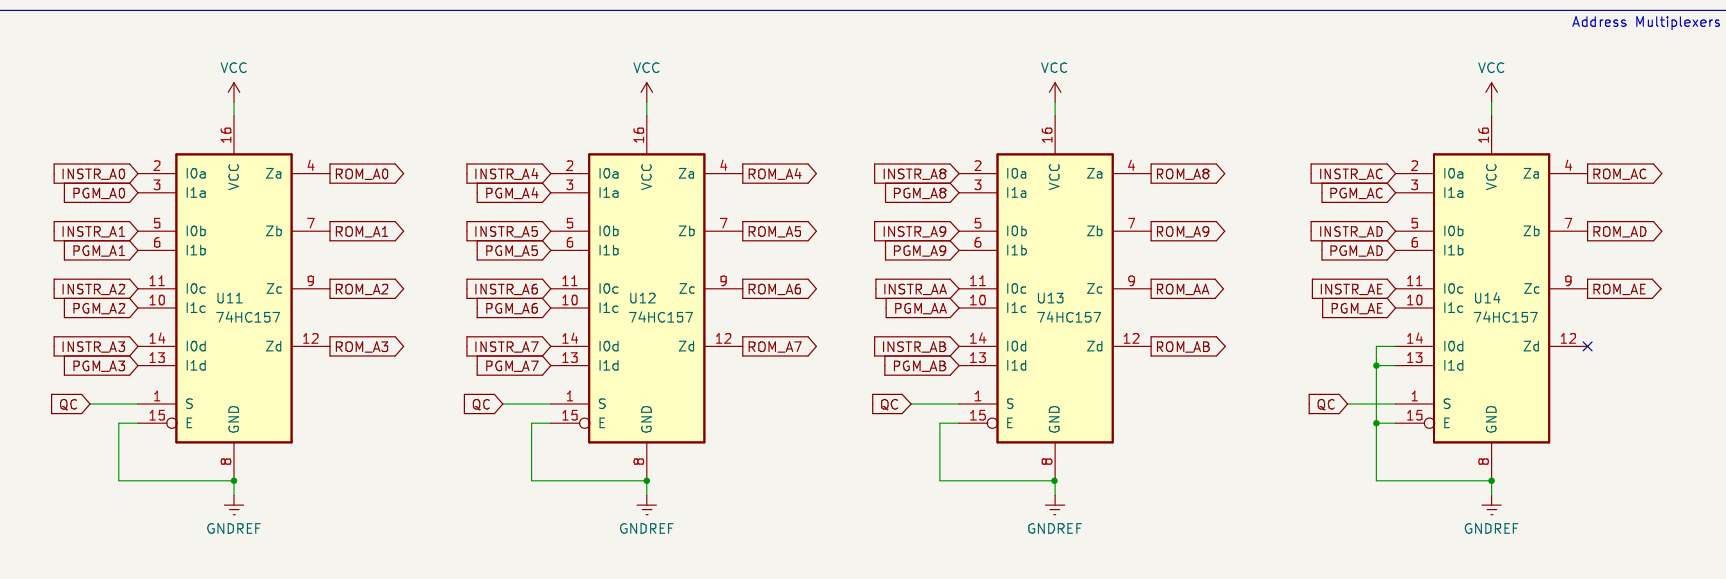 Address Multiplexers
VCC VCC VCC VCC
16 16 16 16
VCC VCC VCC VCC
INSTR_A0 2 I0a Za 4 ROM_A0 INSTR_A4 2 I0a Za 4 ROM_A4 INSTR_A8 2 I0a Za 4 ROM_A8 INSTR_AC 2 I0a Za 4 ROM_AC
PGM_A0 3 I1a PGM_A4 3 I1a PGM_A8 3 I1a PGM_AC 3 I1a
INSTR_A1 5 I0b Zb 7 ROM_A1 INSTR_A5 5 I0b Zb 7 ROM_A5 INSTR_A9 5 I0b Zb 7 ROM_A9 INSTR_AD 5 I0b Zb 7 ROM_AD
PGM_A1 6 I1b PGM_A5 6 I1b PGM_A9 6 I1b PGM_AD 6 I1b
INSTR_A2 11 I0c Zc 9 ROM_A2 INSTR_A6 11 I0c Zc 9 ROM_A6 INSTR_AA 11 I0c Zc 9 ROM_AA INSTR_AE 11 I0c Zc 9 ROM_AE
U11 U12 U13 U14
PGM_A2 10 I1c PGM_A6 10 I1c PGM_AA 10 I1c PGM_AE 10 I1c
74HC157 74HC157 74HC157 74HC157
INSTR_A3 14 I0d Zd 12 ROM_A3 INSTR_A7 14 I0d Zd 12 ROM_A7 INSTR_AB 14 I0d Zd 12 ROM_AB 14 I0d Zd 12
PGM_A3 13 I1d PGM_A7 13 I1d PGM_AB 13 I1d 13 I1d
QC 1 S QC 1 S QC 1 S QC 1 S
15 E GND 15 E GND 15 E GND 15 E GND
8 8 8 8
GNDREF GNDREF GNDREF GNDREF